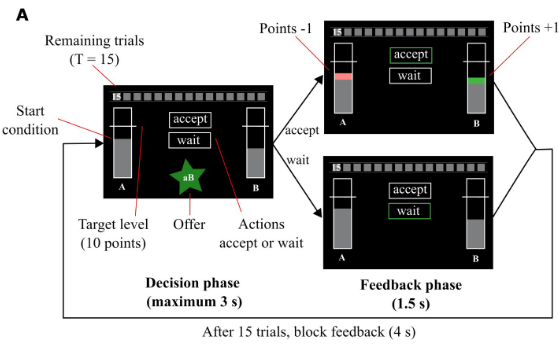 A
Remaining trials
(T = 15)
Start
condition
15
accept
wait
aB
A
B
Target level
(10 points)
Offer
Actions
accept or wait
Decision phase
(maximum 3 s)
accept
wait
Points -1
Points +1
15
accept
wait
A
B
15
accept
wait
A
B
Feedback phase
(1.5 s)
After 15 trials, block feedback (4 s)